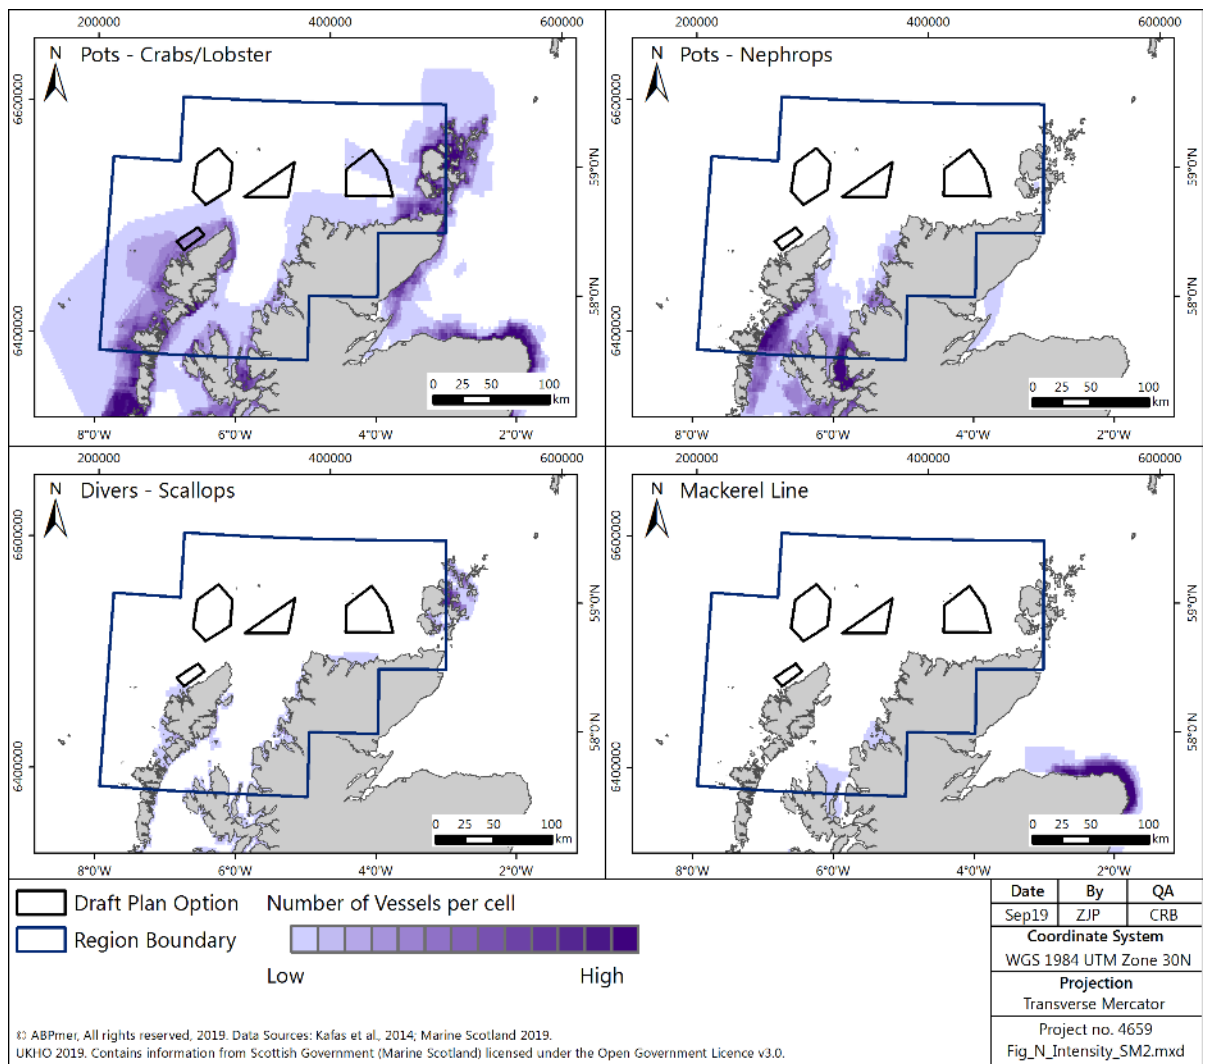 200000 400000 600000
200000 400000 600000
N Pots - Crabs/Lobster
N Pots - Nephrops
6600000
6400000
59°0'N
58°0'N
6600000
6400000
59°0'N
58°0'N
0 25 50 100
km
0 25 50 100
km
8°0'W 6°0'W 4°0'W 2°0'W
8°0'W 6°0'W 4°0'W 2°0'W
200000 400000 600000
200000 400000 600000
N Divers - Scallops
N Mackerel Line
6600000
6400000
59°0'N
58°0'N
6600000
6400000
59°0'N
58°0'N
0 25 50 100
km
0 25 50 100
km
8°0'W 6°0'W 4°0'W 2°0'W
8°0'W 6°0'W 4°0'W 2°0'W
Draft Plan Option
Region Boundary
Number of Vessels per cell
Low High
Date By QA
Sep19 ZJP CRB
Coordinate System
WGS 1984 UTM Zone 30N
Projection
Transverse Mercator
Project no. 4659
Fig_N_Intensity_SM2.mxd
© ABPmer, All rights reserved, 2019. Data Sources: Kafas et al., 2014; Marine Scotland 2019.
UKHO 2019. Contains information from Scottish Government (Marine Scotland) licensed under the Open Government Licence v3.0.